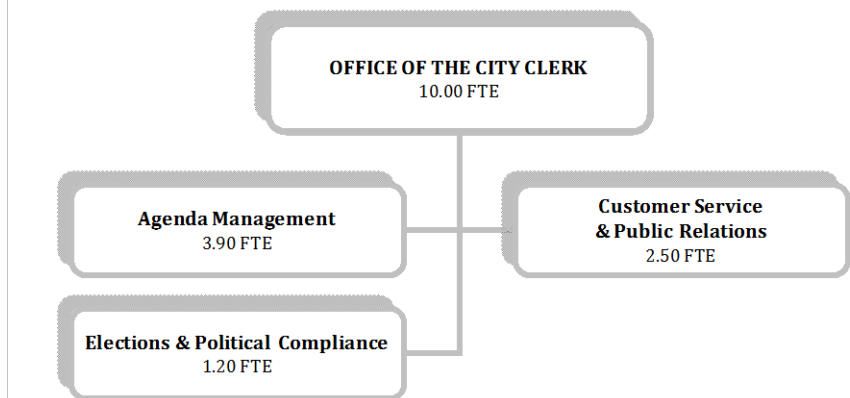 OFFICE OF THE CITY CLERK
10.00 FTE
Agenda Management
3.90 FTE
Customer Service
& Public Relations
2.50 FTE
Elections & Political Compliance
1.20 FTE